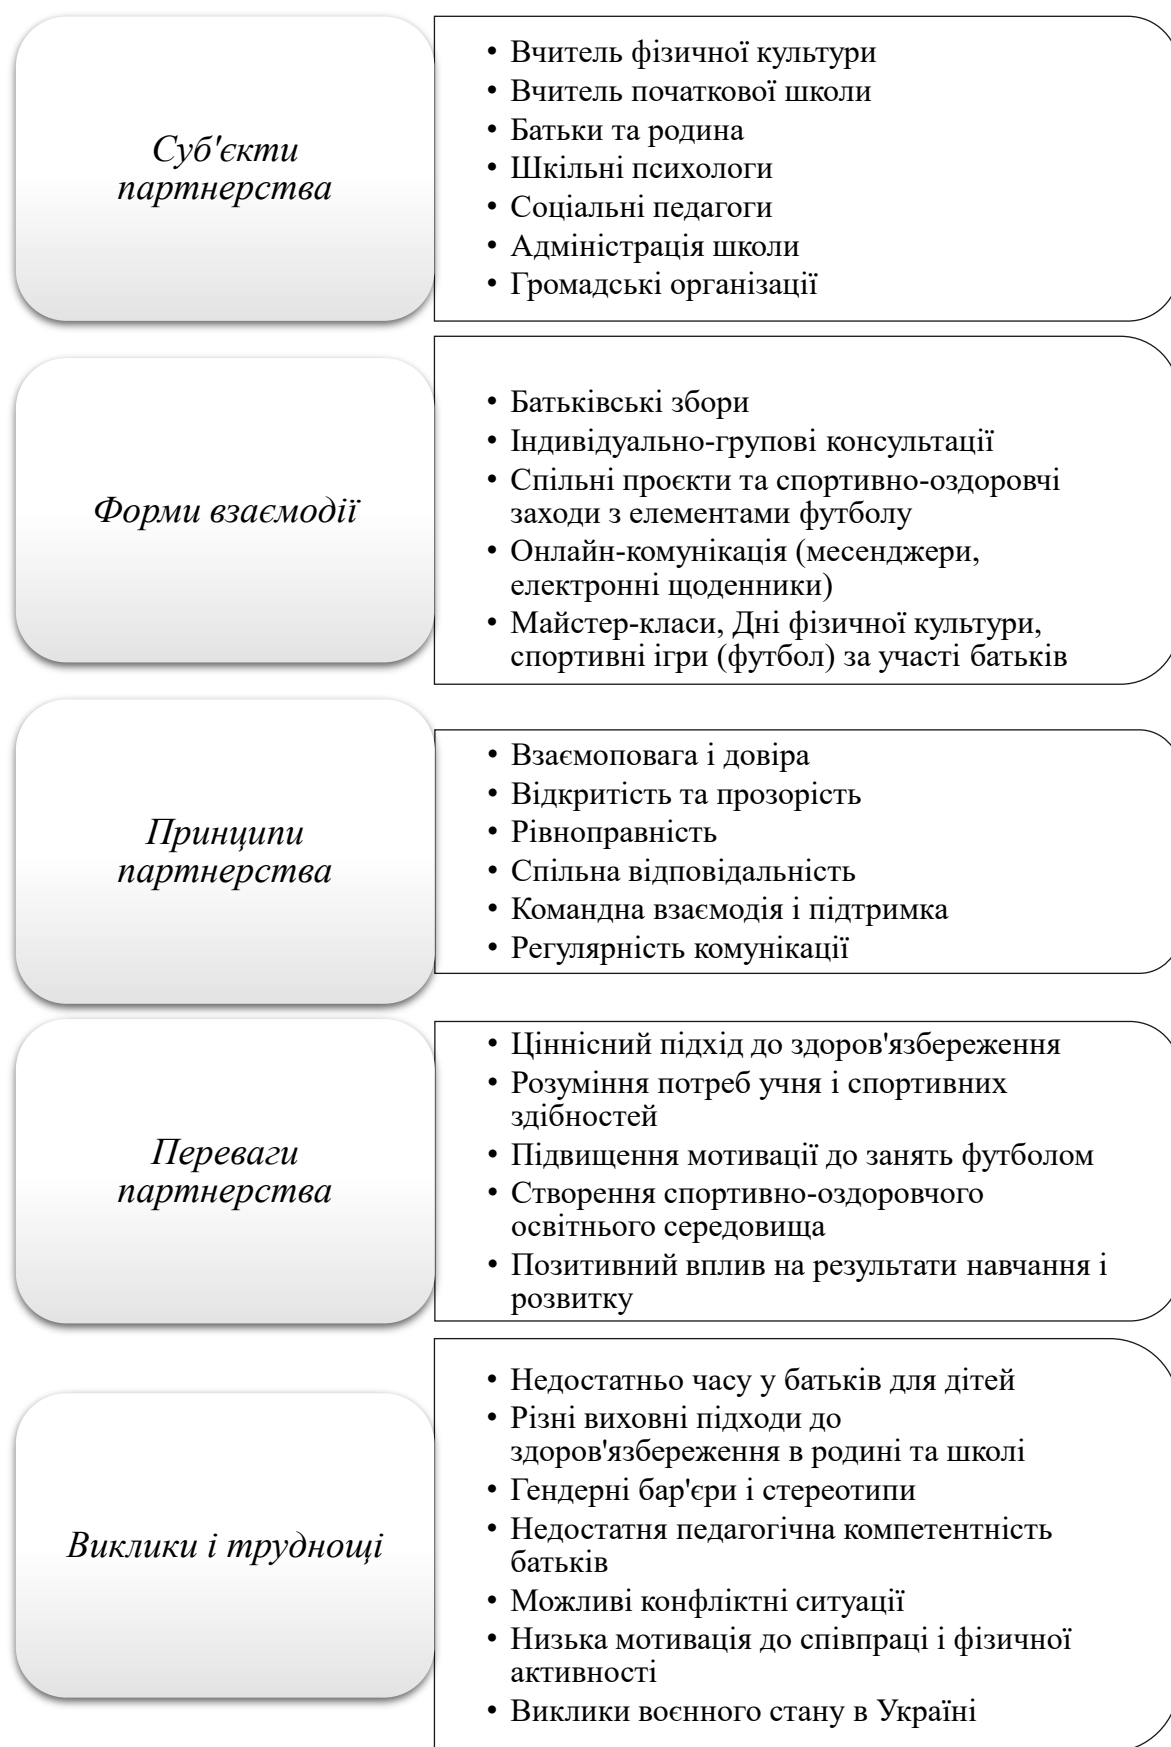 Суб'єкти
партнерства
• Вчитель фізичної культури
• Вчитель початкової школи
• Батьки та родина
• Шкільні психологи
• Соціальні педагоги
• Адміністрація школи
• Громадські організації
Форми взаємодії
• Батьківські збори
• Індивідуально-групові консультації
• Спільні проєкти та спортивно-оздоровчі
заходи з елементами футболу
• Онлайн-комунікація (месенджери,
електронні щоденники)
• Майстер-класи, Дні фізичної культури,
спортивні ігри (футбол) за участі батьків
Принципи
партнерства
• Взаємоповага і довіра
• Відкритість та прозорість
• Рівноправність
• Спільна відповідальність
• Командна взаємодія і підтримка
• Регулярність комунікації
Переваги
партнерства
• Ціннісний підхід до здоров'язбереження
• Розуміння потреб учня і спортивних
здібностей
• Підвищення мотивації до занять футболом
• Створення спортивно-оздоровчого
освітнього середовища
• Позитивний вплив на результати навчання і
розвитку
Виклики і труднощі
• Недостатньо часу у батьків для дітей
• Різні виховні підходи до
здоров'язбереження в родині та школі
• Гендерні бар'єри і стереотипи
• Недостатня педагогічна компетентність
батьків
• Можливі конфліктні ситуації
• Низька мотивація до співпраці і фізичної
активності
• Виклики воєнного стану в Україні